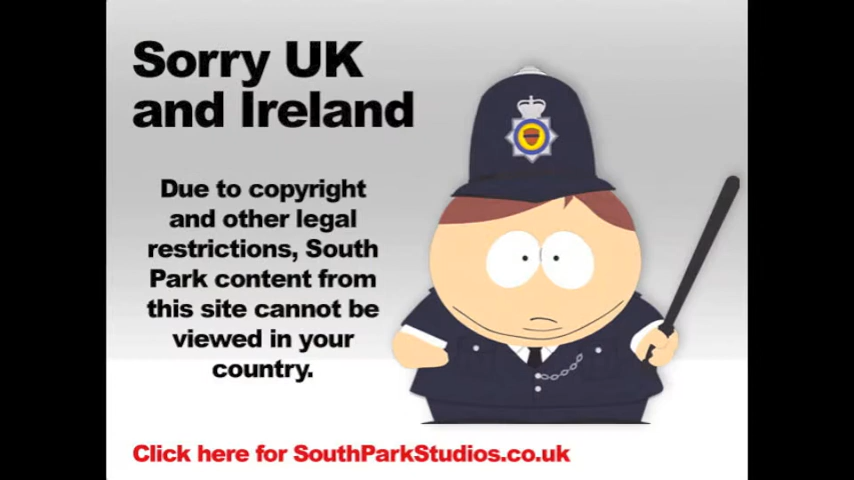 Sorry UK
and Ireland
Due to copyright
and other legal
restrictions, South
Park content from
this site cannot be
viewed in your
country.
Click here for SouthParkStudios.co.uk